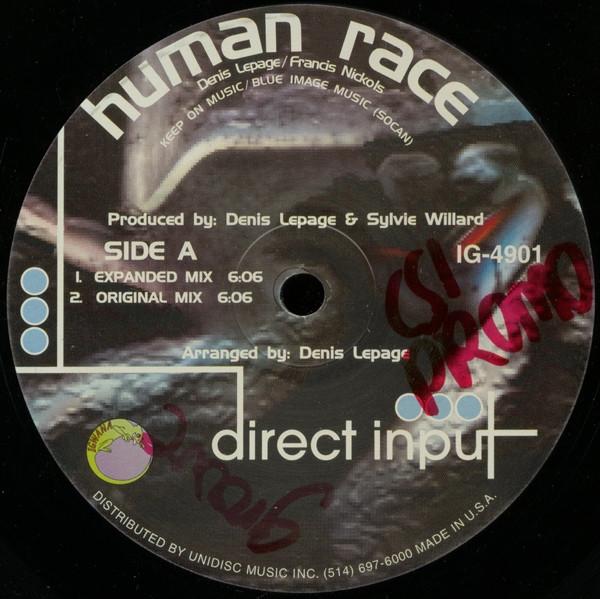 human race
Denis Lepage/Francis Nickols
KEEP ON MUSIC/BLUE IMAGE MUSIC (SOCAN)
Produced by: Denis Lepage & Sylvie Willard
SIDE A
IG-4901
1. EXPANDED MIX 6:06
2. ORIGINAL MIX 6:06
CSI
PROMO
Arranged by: Denis Lepage
direct input
IGWANA
DISTRIBUTED BY UNIDISC MUSIC INC. (514) 697-6000 MADE IN U.S.A.